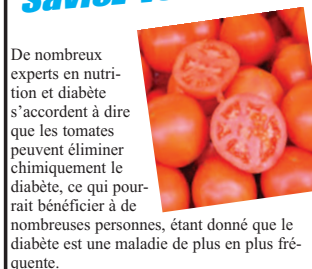 De nombreux
experts en nutri-
tion et diabète
s'accordent à dire
que les tomates
peuvent éliminer
chimiquement le
diabète, ce qui pour-
rait bénéficier à de
nombreuses personnes, étant donné que le
diabète est une maladie de plus en plus fré-
quente.